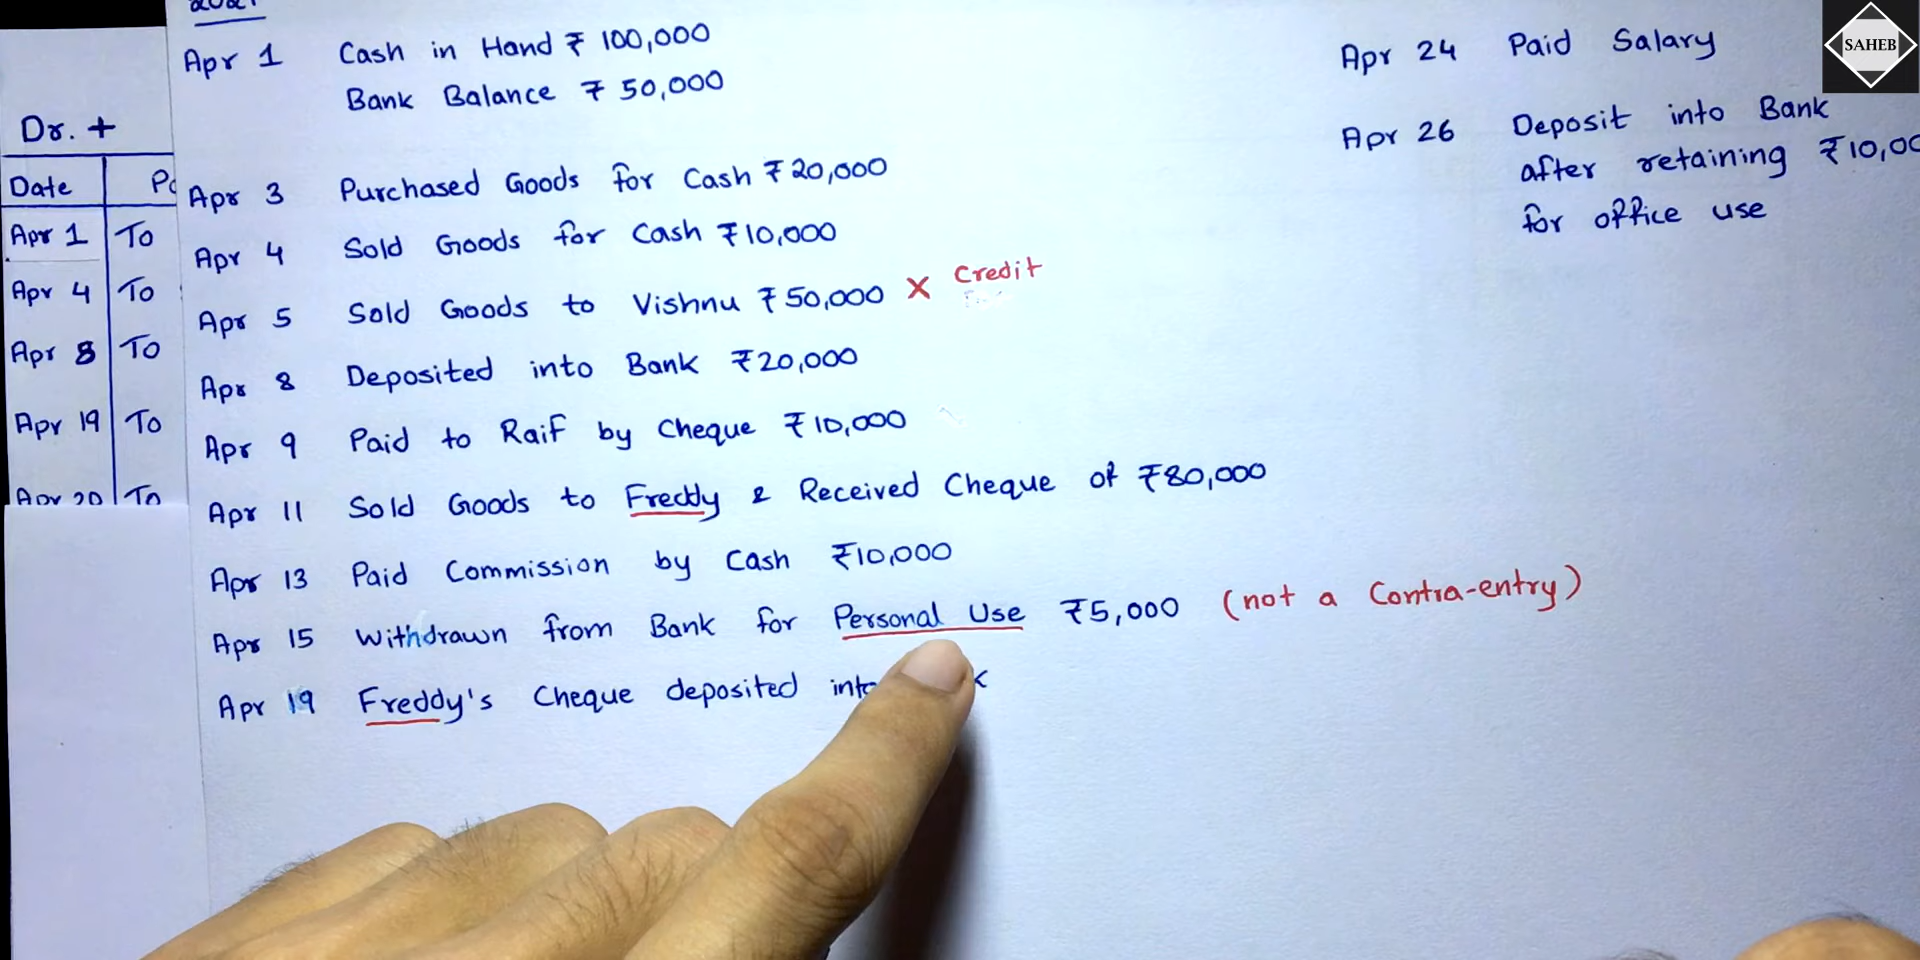 Apr 1 Cash in Hand ₹ 100,000
Bank Balance ₹ 50,000
Apr 3 Purchased Goods for Cash ₹20,000
Apr 4 Sold Goods for Cash ₹10,000
Apr 5 Sold Goods to Vishnu ₹50,000 X Credit
Apr 8 Deposited into Bank ₹20,000
Apr 9 Paid to Raif by Cheque ₹10,000
Apr 11 Sold Goods to Freddy & Received Cheque of ₹80,000
Apr 13 Paid Commission by Cash ₹10,000
Apr 15 Withdrawn from Bank for Personal Use ₹5,000 (not a Contra-entry)
Apr 19 Freddy's Cheque deposited
Apr 24 Paid Salary
Apr 26 Deposit into Bank
after retaining
for office use
Dr. +
Date
Apr 1 To
Apr 4 To
Apr 8 To
Apr 19 To
Apr 20 To
SAHEB